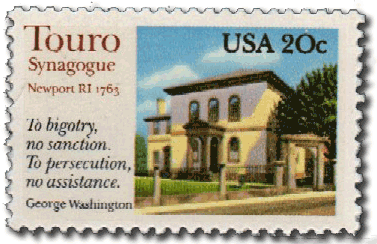 Touro
Synagogue
Newport RI 1763
USA 20c
To bigotry,
no sanction.
To persecution,
no assistance.
George Washington